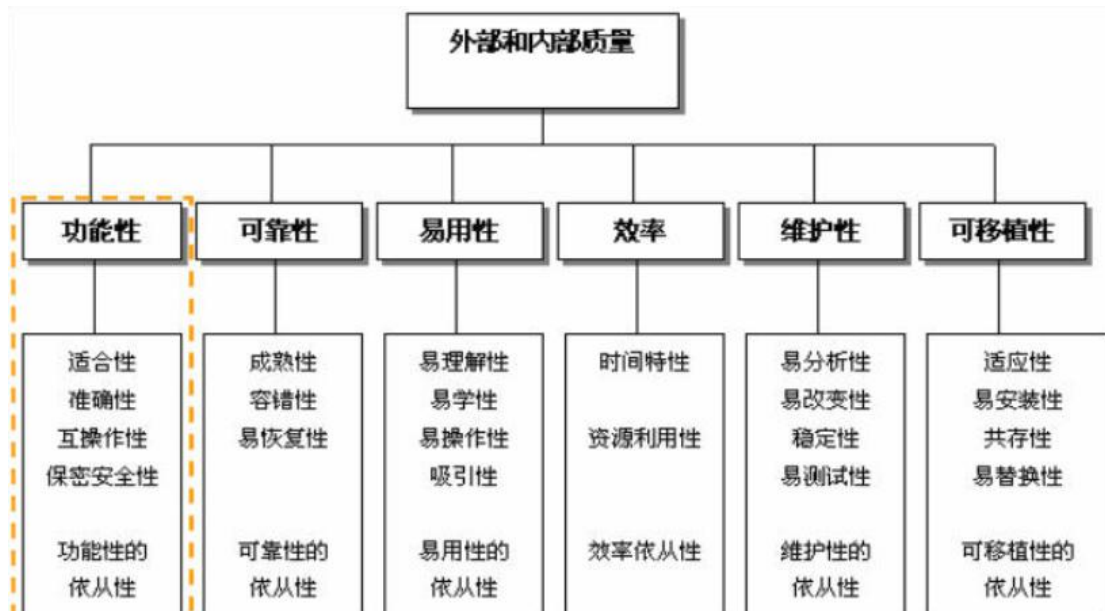 外部和内部质量
功能性
可靠性
易用性
效率
维护性
可移植性
适合性
准确性
互操作性
保密安全性
功能性的
依从性
成熟性
容错性
易恢复性
可靠性的
依从性
易理解性
易学性
易操作性
吸引性
易用性的
依从性
时间特性
资源利用性
效率依从性
易分析性
易改变性
稳定性
易测试性
维护性的
依从性
适应性
易安装性
共存性
易替换性
可移植性的
依从性